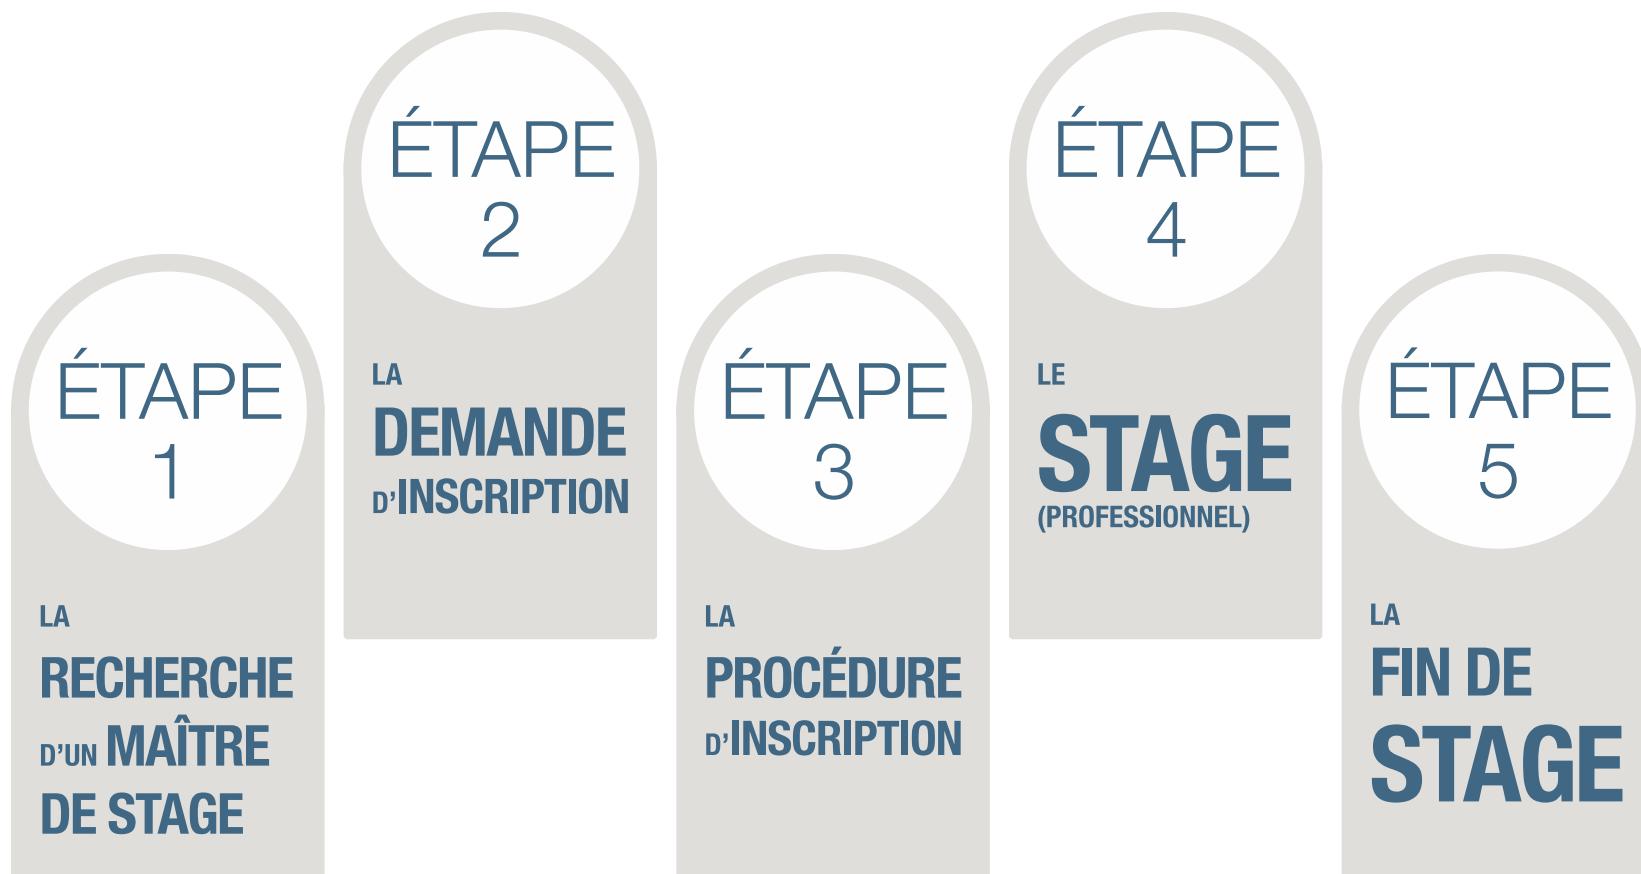 ÉTAPE
1
LA
RECHERCHE
D’UN MAÎTRE
DE STAGE
ÉTAPE
2
LA
DEMANDE
D’INSCRIPTION
ÉTAPE
3
LA
PROCÉDURE
D’INSCRIPTION
ÉTAPE
4
LE
STAGE
(PROFESSIONNEL)
ÉTAPE
5
LA
FIN DE
STAGE